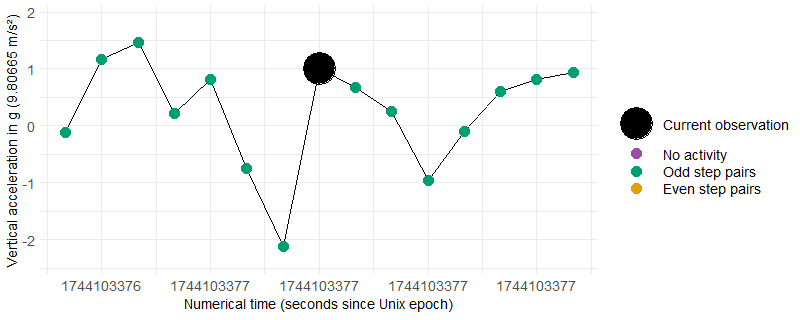 Vertical acceleration in g (9.80665 m/s²)
2
1
0
-1
-2
1744103376
1744103377
1744103377
1744103377
1744103377
Numerical time (seconds since Unix epoch)
Current observation
No activity
Odd step pairs
Even step pairs